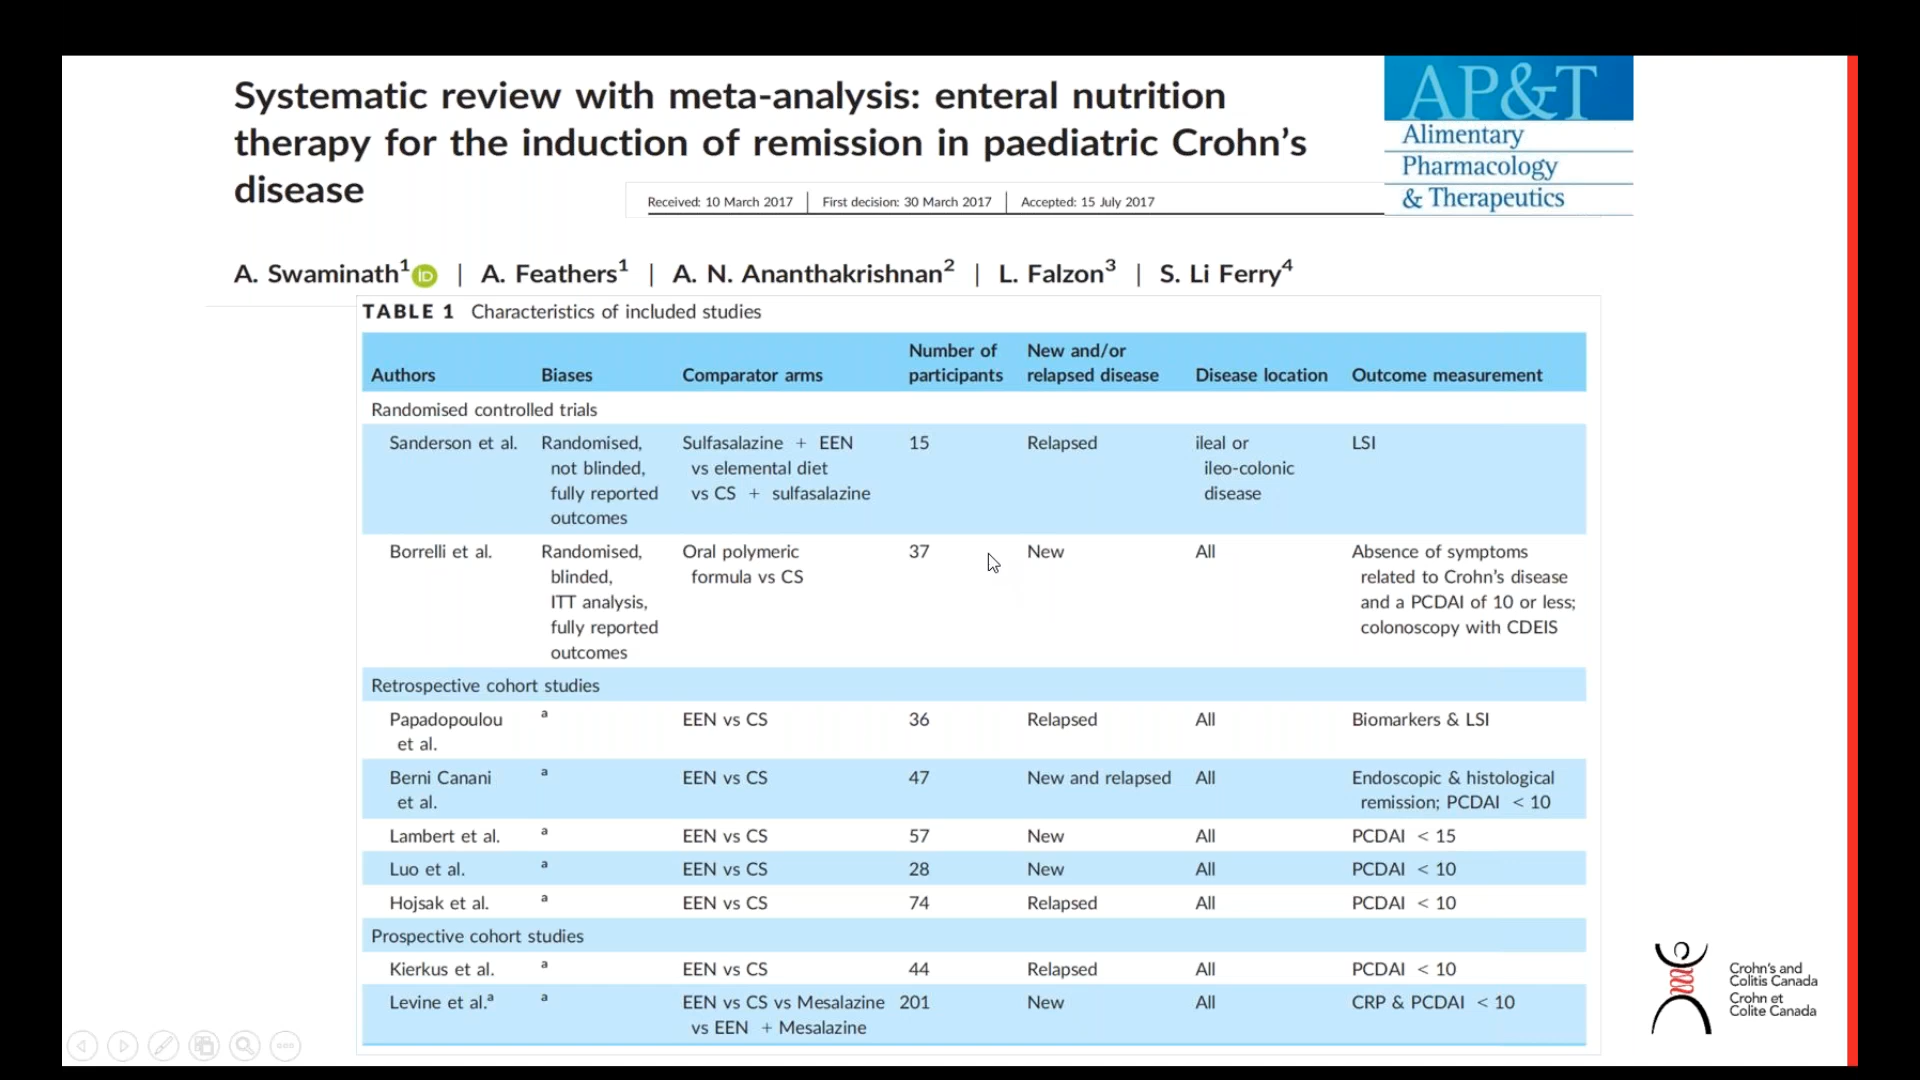 Systematic review with meta-analysis: enteral nutrition
therapy for the induction of remission in paediatric Crohn's
disease
Received: 10 March 2017 | First decision: 30 March 2017 | Accepted: 15 July 2017
AP&T
Alimentary
Pharmacology
& Therapeutics
A. Swaminath¹ iD | A. Feathers¹ | A. N. Ananthakrishnan² | L. Falzon³ | S. Li Ferry⁴
TABLE 1 Characteristics of included studies
Authors Biases Comparator arms Number of participants New and/or relapsed disease Disease location Outcome measurement
Randomised controlled trials
Sanderson et al. Randomised, Sulfasalazine + EEN 15 Relapsed ileal or LSI
not blinded, vs elemental diet ileo-colonic
fully reported vs CS + sulfasalazine disease
outcomes
Borrelli et al. Randomised, Oral polymeric 37 New All Absence of symptoms
blinded, formula vs CS related to Crohn's disease
ITT analysis, and a PCDAI of 10 or less;
fully reported colonoscopy with CDEIS
outcomes
Retrospective cohort studies
Papadopoulou a EEN vs CS 36 Relapsed All Biomarkers & LSI
et al.
Berni Canani a EEN vs CS 47 New and relapsed All Endoscopic & histological
et al. remission; PCDAI < 10
Lambert et al. a EEN vs CS 57 New All PCDAI < 15
Luo et al. a EEN vs CS 28 New All PCDAI < 10
Hojsak et al. a EEN vs CS 74 Relapsed All PCDAI < 10
Prospective cohort studies
Kierkus et al. a EEN vs CS 44 Relapsed All PCDAI < 10
Levine et al.a a EEN vs CS vs Mesalazine 201 New All CRP & PCDAI < 10
vs EEN + Mesalazine
Crohn's and
Colitis Canada
Crohn et
Colite Canada